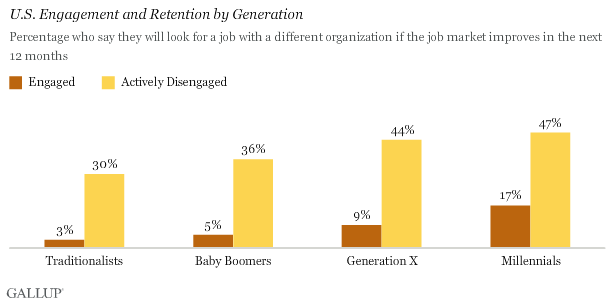 U.S. Engagement and Retention by Generation
Percentage who say they will look for a job with a different organization if the job market improves in the next
12 months
Engaged Actively Disengaged
3% 30% 5% 36% 9% 44% 17% 47%
Traditionalists Baby Boomers Generation X Millennials
GALLUP®